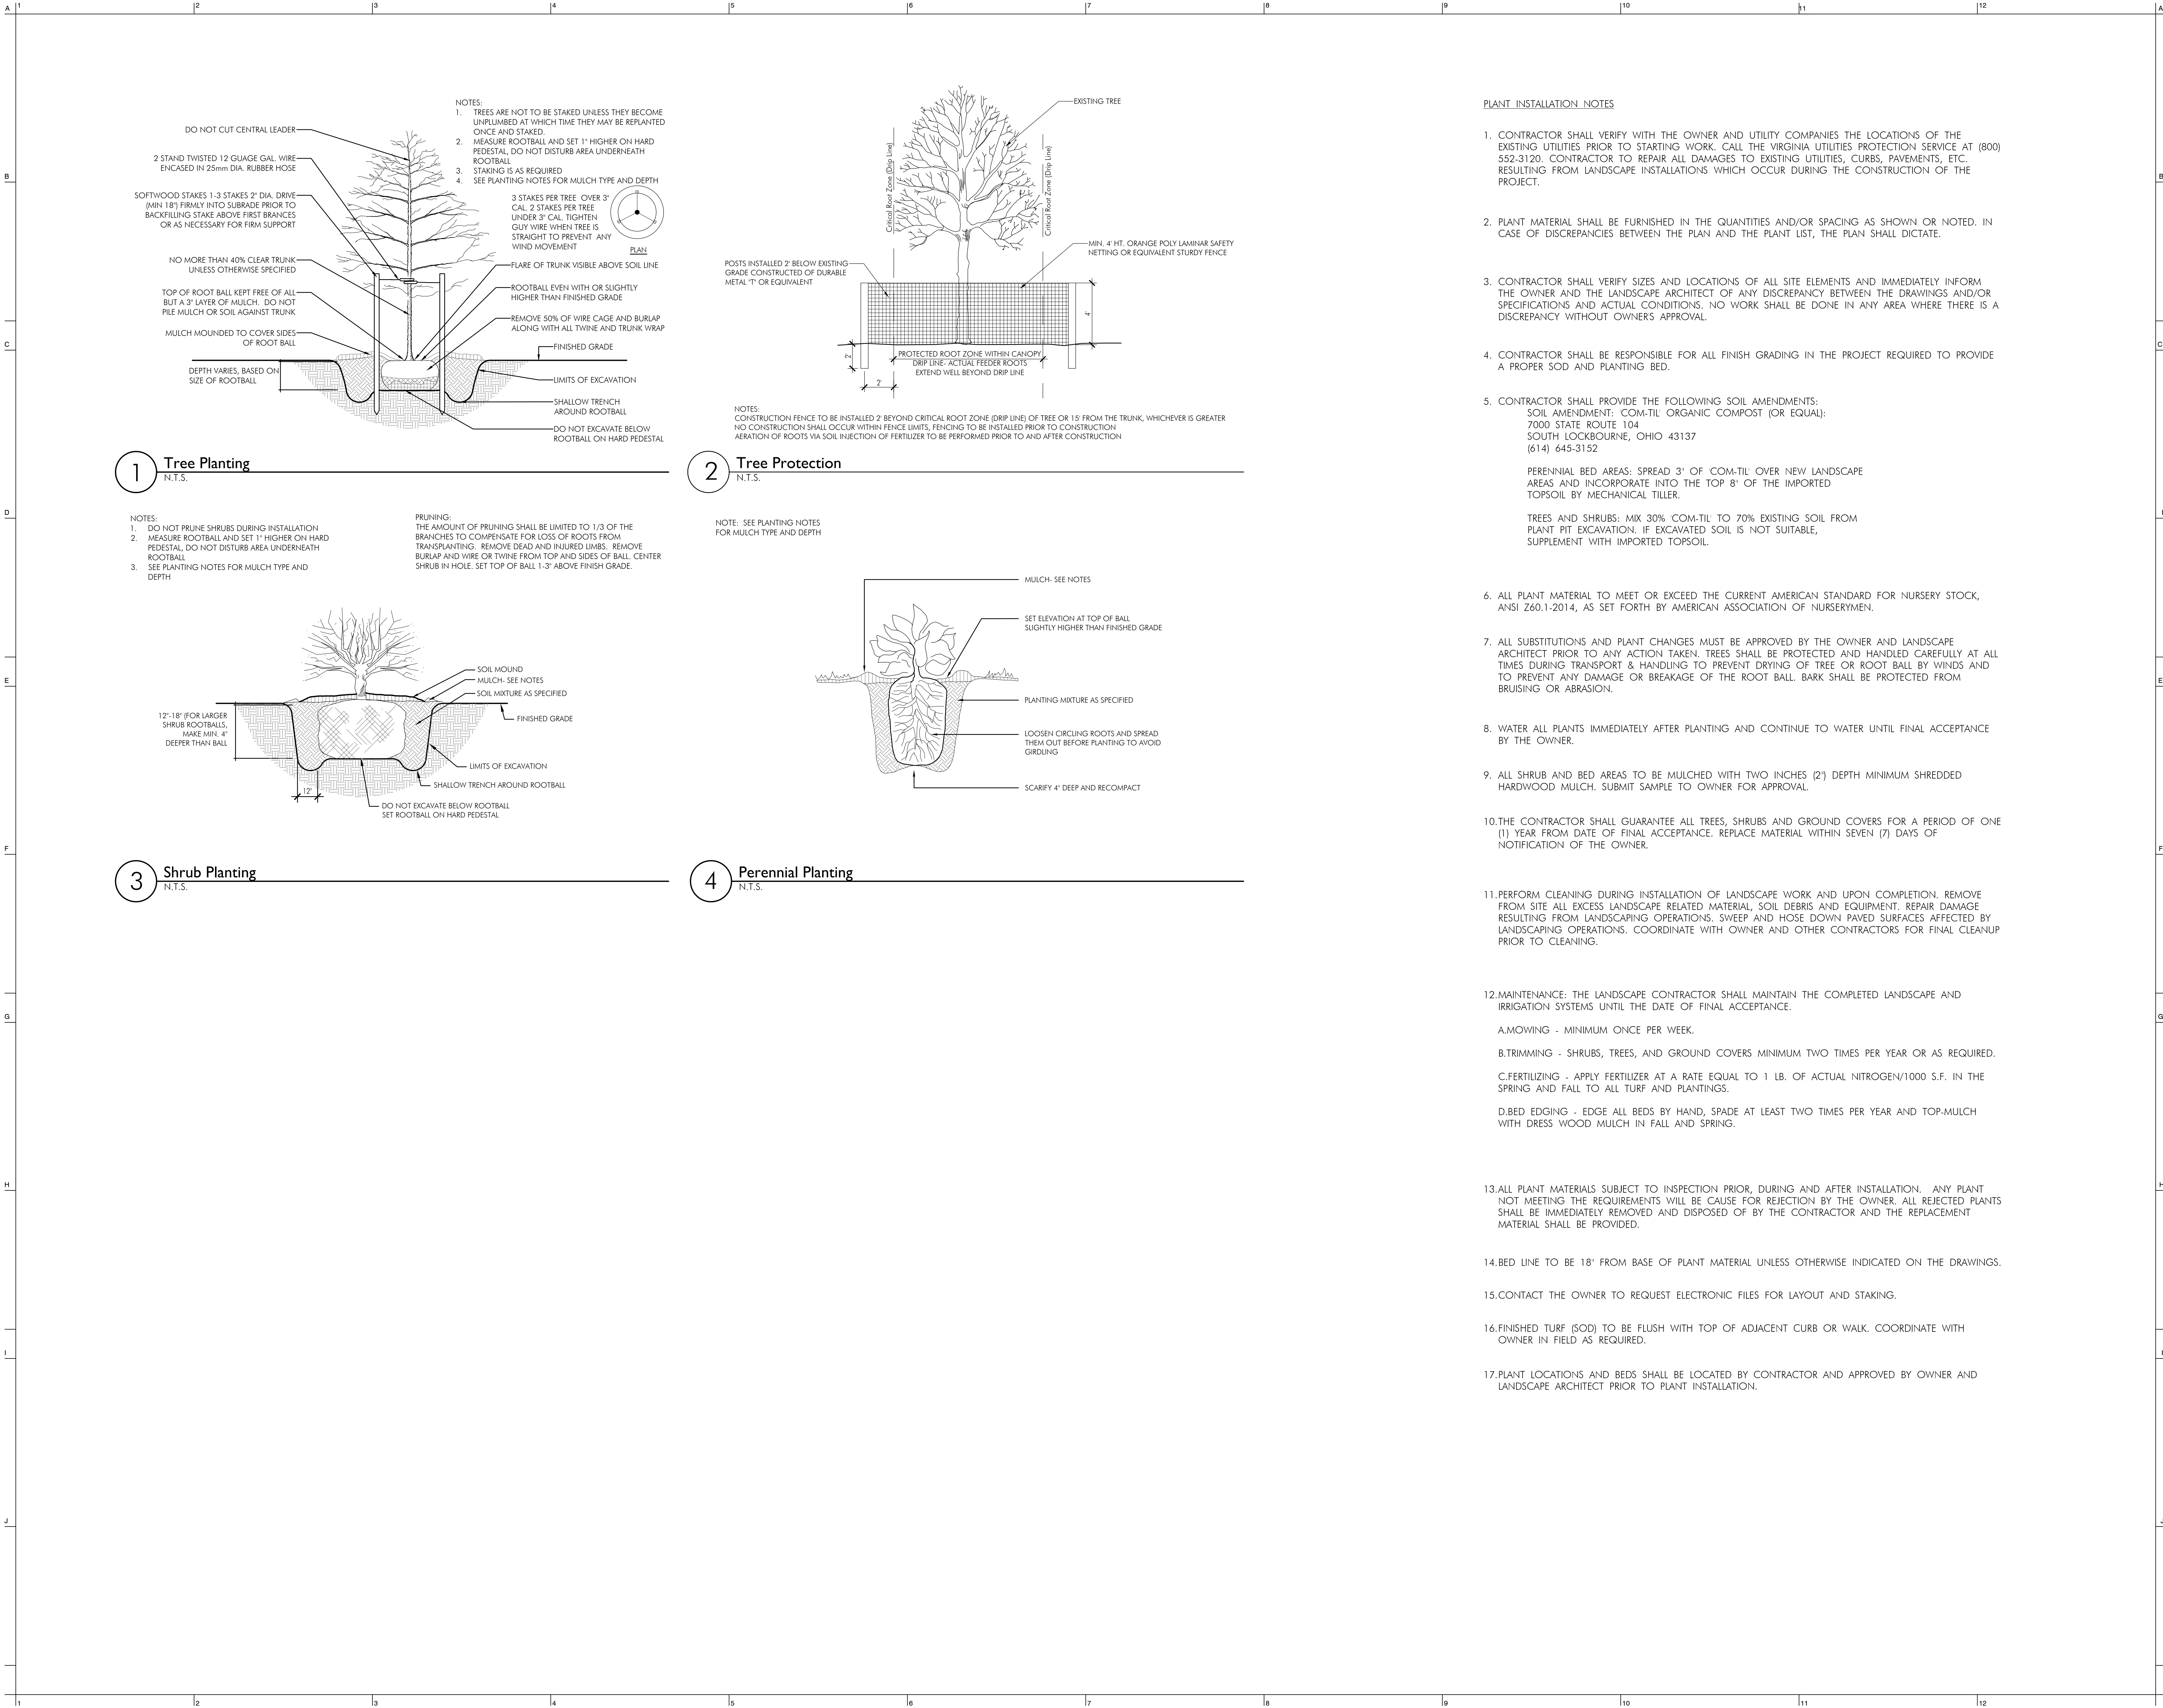 A 1 2 3 4 5 6 7 8 9 10 11 12 A
NOTES:
1. TREES ARE NOT TO BE STAKED UNLESS THEY BECOME
UNPLUMBED AT WHICH TIME THEY MAY BE REPLANTED
ONCE AND STAKED.
2. MEASURE ROOTBALL AND SET 1" HIGHER ON HARD
PEDESTAL, DO NOT DISTURB AREA UNDERNEATH
ROOTBALL
3. STAKING IS AS REQUIRED
4. SEE PLANTING NOTES FOR MULCH TYPE AND DEPTH
3 STAKES PER TREE OVER 3"
CAL. 2 STAKES PER TREE
UNDER 3" CAL. TIGHTEN
GUY WIRE WHEN TREE IS
STRAIGHT TO PREVENT ANY
WIND MOVEMENT
PLAN
DO NOT CUT CENTRAL LEADER
2 STAND TWISTED 12 GUAGE GAL. WIRE
ENCASED IN 25mm DIA. RUBBER HOSE
SOFTWOOD STAKES 1-3 STAKES 2" DIA. DRIVE
(MIN 18") FIRMLY INTO SUBRADE PRIOR TO
BACKFILLING STAKE ABOVE FIRST BRANCES
OR AS NECESSARY FOR FIRM SUPPORT
NO MORE THAN 40% CLEAR TRUNK
UNLESS OTHERWISE SPECIFIED
TOP OF ROOT BALL KEPT FREE OF ALL
BUT A 3" LAYER OF MULCH. DO NOT
PILE MULCH OR SOIL AGAINST TRUNK
MULCH MOUNDED TO COVER SIDES
OF ROOT BALL
DEPTH VARIES, BASED ON
SIZE OF ROOTBALL
FLARE OF TRUNK VISIBLE ABOVE SOIL LINE
ROOTBALL EVEN WITH OR SLIGHTLY
HIGHER THAN FINISHED GRADE
REMOVE 50% OF WIRE CAGE AND BURLAP
ALONG WITH ALL TWINE AND TRUNK WRAP
FINISHED GRADE
LIMITS OF EXCAVATION
SHALLOW TRENCH
AROUND ROOTBALL
DO NOT EXCAVATE BELOW
ROOTBALL ON HARD PEDESTAL
1 Tree Planting
N.T.S.
EXISTING TREE
Critical Root Zone (Drip Line)
Critical Root Zone (Drip Line)
MIN. 4' HT. ORANGE POLY LAMINAR SAFETY
NETTING OR EQUIVALENT STURDY FENCE
POSTS INSTALLED 2' BELOW EXISTING
GRADE CONSTRUCTED OF DURABLE
METAL "T" OR EQUIVALENT
4'
2'
PROTECTED ROOT ZONE WITHIN CANOPY
DRIP LINE- ACTUAL FEEDER ROOTS
EXTEND WELL BEYOND DRIP LINE
2'
NOTES:
CONSTRUCTION FENCE TO BE INSTALLED 2' BEYOND CRITICAL ROOT ZONE (DRIP LINE) OF TREE OR 15' FROM THE TRUNK, WHICHEVER IS GREATER
NO CONSTRUCTION SHALL OCCUR WITHIN FENCE LIMITS, FENCING TO BE INSTALLED PRIOR TO CONSTRUCTION
AERATION OF ROOTS VIA SOIL INJECTION OF FERTILIZER TO BE PERFORMED PRIOR TO AND AFTER CONSTRUCTION
2 Tree Protection
N.T.S.
NOTES:
1. DO NOT PRUNE SHRUBS DURING INSTALLATION
2. MEASURE ROOTBALL AND SET 1" HIGHER ON HARD
PEDESTAL, DO NOT DISTURB AREA UNDERNEATH
ROOTBALL
3. SEE PLANTING NOTES FOR MULCH TYPE AND
DEPTH
PRUNING:
THE AMOUNT OF PRUNING SHALL BE LIMITED TO 1/3 OF THE
BRANCHES TO COMPENSATE FOR LOSS OF ROOTS FROM
TRANSPLANTING. REMOVE DEAD AND INJURED LIMBS. REMOVE
BURLAP AND WIRE OR TWINE FROM TOP AND SIDES OF BALL. CENTER
SHRUB IN HOLE. SET TOP OF BALL 1-3" ABOVE FINISH GRADE.
SOIL MOUND
MULCH- SEE NOTES
SOIL MIXTURE AS SPECIFIED
FINISHED GRADE
12"-18" (FOR LARGER
SHRUB ROOTBALLS,
MAKE MIN. 4"
DEEPER THAN BALL
LIMITS OF EXCAVATION
SHALLOW TRENCH AROUND ROOTBALL
12"
DO NOT EXCAVATE BELOW ROOTBALL
SET ROOTBALL ON HARD PEDESTAL
3 Shrub Planting
N.T.S.
NOTE: SEE PLANTING NOTES
FOR MULCH TYPE AND DEPTH
MULCH- SEE NOTES
SET ELEVATION AT TOP OF BALL
SLIGHTLY HIGHER THAN FINISHED GRADE
PLANTING MIXTURE AS SPECIFIED
LOOSEN CIRCLING ROOTS AND SPREAD
THEM OUT BEFORE PLANTING TO AVOID
GIRDLING
SCARIFY 4" DEEP AND RECOMPACT
4 Perennial Planting
N.T.S.
PLANT INSTALLATION NOTES
1. CONTRACTOR SHALL VERIFY WITH THE OWNER AND UTILITY COMPANIES THE LOCATIONS OF THE
EXISTING UTILITIES PRIOR TO STARTING WORK. CALL THE VIRGINIA UTILITIES PROTECTION SERVICE AT (800)
552-3120. CONTRACTOR TO REPAIR ALL DAMAGES TO EXISTING UTILITIES, CURBS, PAVEMENTS, ETC.
RESULTING FROM LANDSCAPE INSTALLATIONS WHICH OCCUR DURING THE CONSTRUCTION OF THE
PROJECT.
2. PLANT MATERIAL SHALL BE FURNISHED IN THE QUANTITIES AND/OR SPACING AS SHOWN OR NOTED. IN
CASE OF DISCREPANCIES BETWEEN THE PLAN AND THE PLANT LIST, THE PLAN SHALL DICTATE.
3. CONTRACTOR SHALL VERIFY SIZES AND LOCATIONS OF ALL SITE ELEMENTS AND IMMEDIATELY INFORM
THE OWNER AND THE LANDSCAPE ARCHITECT OF ANY DISCREPANCY BETWEEN THE DRAWINGS AND/OR
SPECIFICATIONS AND ACTUAL CONDITIONS. NO WORK SHALL BE DONE IN ANY AREA WHERE THERE IS A
DISCREPANCY WITHOUT OWNERS APPROVAL.
4. CONTRACTOR SHALL BE RESPONSIBLE FOR ALL FINISH GRADING IN THE PROJECT REQUIRED TO PROVIDE
A PROPER SOD AND PLANTING BED.
5. CONTRACTOR SHALL PROVIDE THE FOLLOWING SOIL AMENDMENTS:
SOIL AMENDMENT: 'COM-TIL' ORGANIC COMPOST (OR EQUAL):
7000 STATE ROUTE 104
SOUTH LOCKBOURNE, OHIO 43137
(614) 645-3152
PERENNIAL BED AREAS: SPREAD 3" OF 'COM-TIL' OVER NEW LANDSCAPE
AREAS AND INCORPORATE INTO THE TOP 8" OF THE IMPORTED
TOPSOIL BY MECHANICAL TILLER.
TREES AND SHRUBS: MIX 30% 'COM-TIL' TO 70% EXISTING SOIL FROM
PLANT PIT EXCAVATION. IF EXCAVATED SOIL IS NOT SUITABLE,
SUPPLEMENT WITH IMPORTED TOPSOIL.
6. ALL PLANT MATERIAL TO MEET OR EXCEED THE CURRENT AMERICAN STANDARD FOR NURSERY STOCK,
ANSI Z60.1-2014, AS SET FORTH BY AMERICAN ASSOCIATION OF NURSERYMEN.
7. ALL SUBSTITUTIONS AND PLANT CHANGES MUST BE APPROVED BY THE OWNER AND LANDSCAPE
ARCHITECT PRIOR TO ANY ACTION TAKEN. TREES SHALL BE PROTECTED AND HANDLED CAREFULLY AT ALL
TIMES DURING TRANSPORT & HANDLING TO PREVENT DRYING OF TREE OR ROOT BALL BY WINDS AND
TO PREVENT ANY DAMAGE OR BREAKAGE OF THE ROOT BALL. BARK SHALL BE PROTECTED FROM
BRUISING OR ABRASION.
8. WATER ALL PLANTS IMMEDIATELY AFTER PLANTING AND CONTINUE TO WATER UNTIL FINAL ACCEPTANCE
BY THE OWNER.
9. ALL SHRUB AND BED AREAS TO BE MULCHED WITH TWO INCHES (2") DEPTH MINIMUM SHREDDED
HARDWOOD MULCH. SUBMIT SAMPLE TO OWNER FOR APPROVAL.
10.THE CONTRACTOR SHALL GUARANTEE ALL TREES, SHRUBS AND GROUND COVERS FOR A PERIOD OF ONE
(1) YEAR FROM DATE OF FINAL ACCEPTANCE. REPLACE MATERIAL WITHIN SEVEN (7) DAYS OF
NOTIFICATION OF THE OWNER.
11.PERFORM CLEANING DURING INSTALLATION OF LANDSCAPE WORK AND UPON COMPLETION. REMOVE
FROM SITE ALL EXCESS LANDSCAPE RELATED MATERIAL, SOIL DEBRIS AND EQUIPMENT. REPAIR DAMAGE
RESULTING FROM LANDSCAPING OPERATIONS. SWEEP AND HOSE DOWN PAVED SURFACES AFFECTED BY
LANDSCAPING OPERATIONS. COORDINATE WITH OWNER AND OTHER CONTRACTORS FOR FINAL CLEANUP
PRIOR TO CLEANING.
12.MAINTENANCE: THE LANDSCAPE CONTRACTOR SHALL MAINTAIN THE COMPLETED LANDSCAPE AND
IRRIGATION SYSTEMS UNTIL THE DATE OF FINAL ACCEPTANCE.
A.MOWING - MINIMUM ONCE PER WEEK.
B.TRIMMING - SHRUBS, TREES, AND GROUND COVERS MINIMUM TWO TIMES PER YEAR OR AS REQUIRED.
C.FERTILIZING - APPLY FERTILIZER AT A RATE EQUAL TO 1 LB. OF ACTUAL NITROGEN/1000 S.F. IN THE
SPRING AND FALL TO ALL TURF AND PLANTINGS.
D.BED EDGING - EDGE ALL BEDS BY HAND, SPADE AT LEAST TWO TIMES PER YEAR AND TOP-MULCH
WITH DRESS WOOD MULCH IN FALL AND SPRING.
13.ALL PLANT MATERIALS SUBJECT TO INSPECTION PRIOR, DURING AND AFTER INSTALLATION. ANY PLANT
NOT MEETING THE REQUIREMENTS WILL BE CAUSE FOR REJECTION BY THE OWNER. ALL REJECTED PLANTS
SHALL BE IMMEDIATELY REMOVED AND DISPOSED OF BY THE CONTRACTOR AND THE REPLACEMENT
MATERIAL SHALL BE PROVIDED.
14.BED LINE TO BE 18" FROM BASE OF PLANT MATERIAL UNLESS OTHERWISE INDICATED ON THE DRAWINGS.
15.CONTACT THE OWNER TO REQUEST ELECTRONIC FILES FOR LAYOUT AND STAKING.
16.FINISHED TURF (SOD) TO BE FLUSH WITH TOP OF ADJACENT CURB OR WALK. COORDINATE WITH
OWNER IN FIELD AS REQUIRED.
17.PLANT LOCATIONS AND BEDS SHALL BE LOCATED BY CONTRACTOR AND APPROVED BY OWNER AND
LANDSCAPE ARCHITECT PRIOR TO PLANT INSTALLATION.
B B
C C
D
E E
F F
G G
H H
I
J
1 2 3 4 5 6 7 8 9 10 11 12